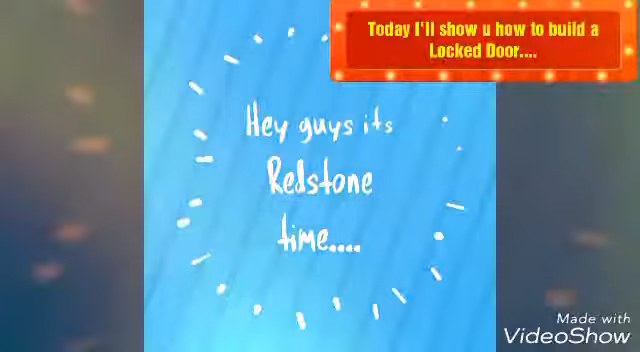 Today I'll show u how to build a
Locked Door....
Hey guys its
Redstone
time....
Made with
VideoShow